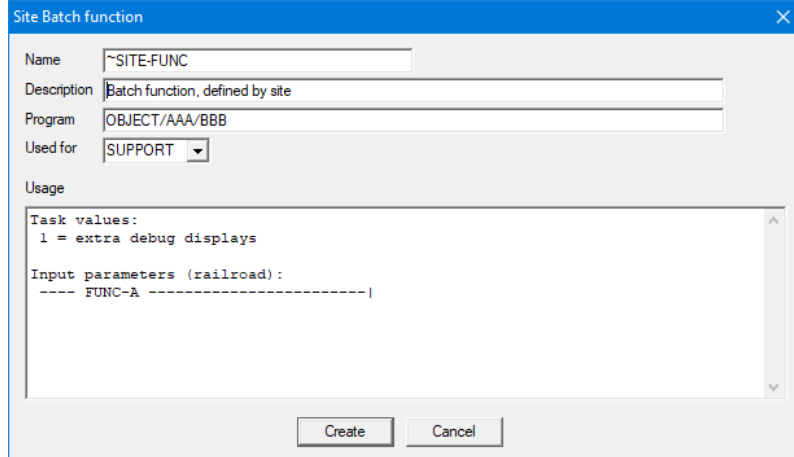 Site Batch function
Name ~SITE-FUNC
Description Batch function, defined by site
Program OBJECT/AAA/BBB
Used for SUPPORT
Usage
Task values:
1 = extra debug displays
Input parameters (railroad):
---- FUNC-A ------------------------|
Create Cancel